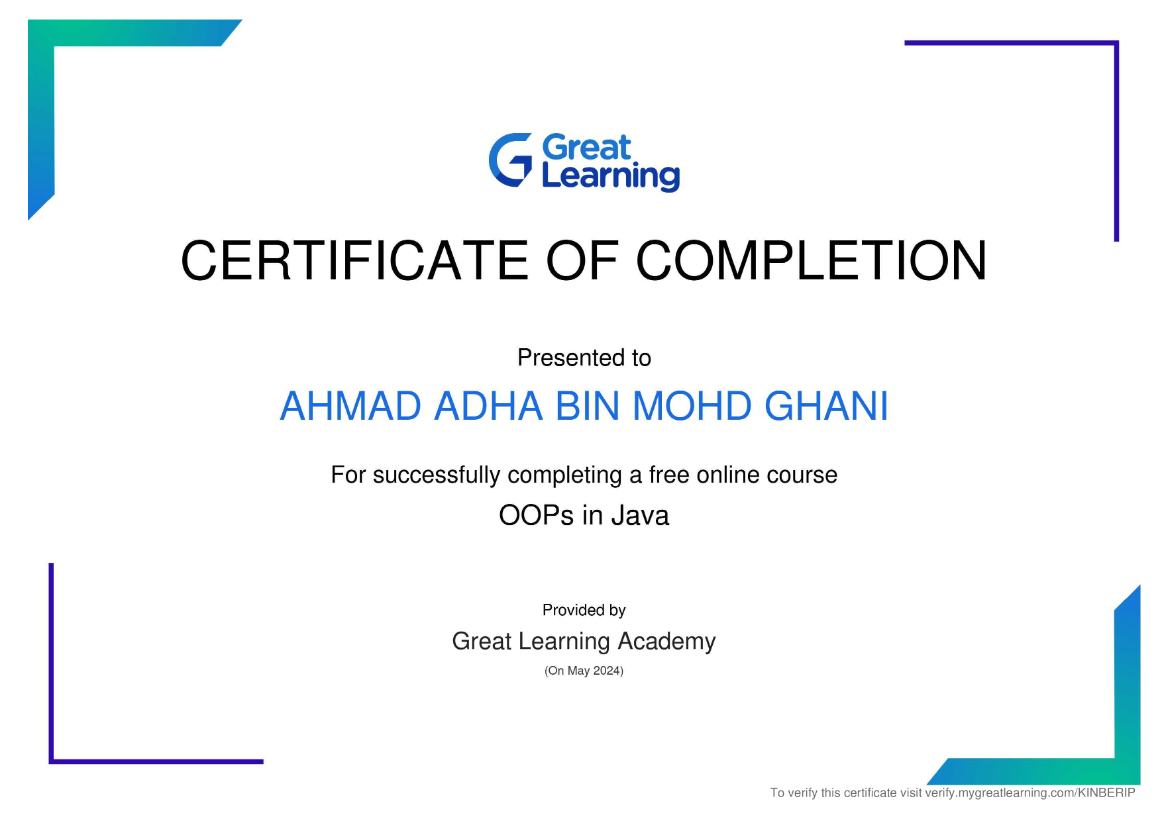 Great
Learning
CERTIFICATE OF COMPLETION
Presented to
AHMAD ADHA BIN MOHD GHANI
For successfully completing a free online course
OOPs in Java
Provided by
Great Learning Academy
(On May 2024)
To verify this certificate visit verify.mygreatlearning.com/KINBERIP